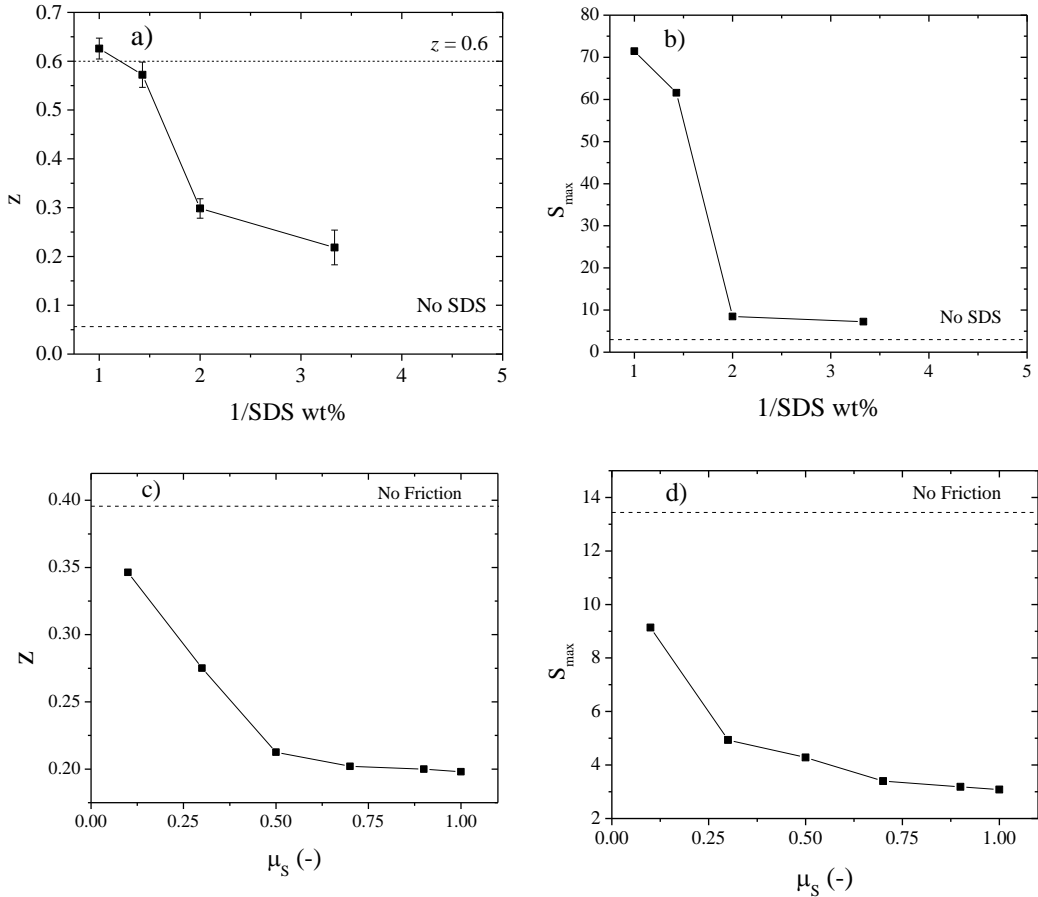 a)
z = 0.6
No SDS
0.7
0.6
0.5
0.4
0.3
0.2
0.1
0.0
z
1 2 3 4 5
1/SDS wt%
b)
No SDS
80
70
60
50
40
30
20
10
0
Smax
1 2 3 4 5
1/SDS wt%
c)
No Friction
0.40
0.35
0.30
0.25
0.20
z
0.00 0.25 0.50 0.75 1.00
μS (-)
d)
No Friction
14
12
10
8
6
4
2
Smax
0.00 0.25 0.50 0.75 1.00
μS (-)